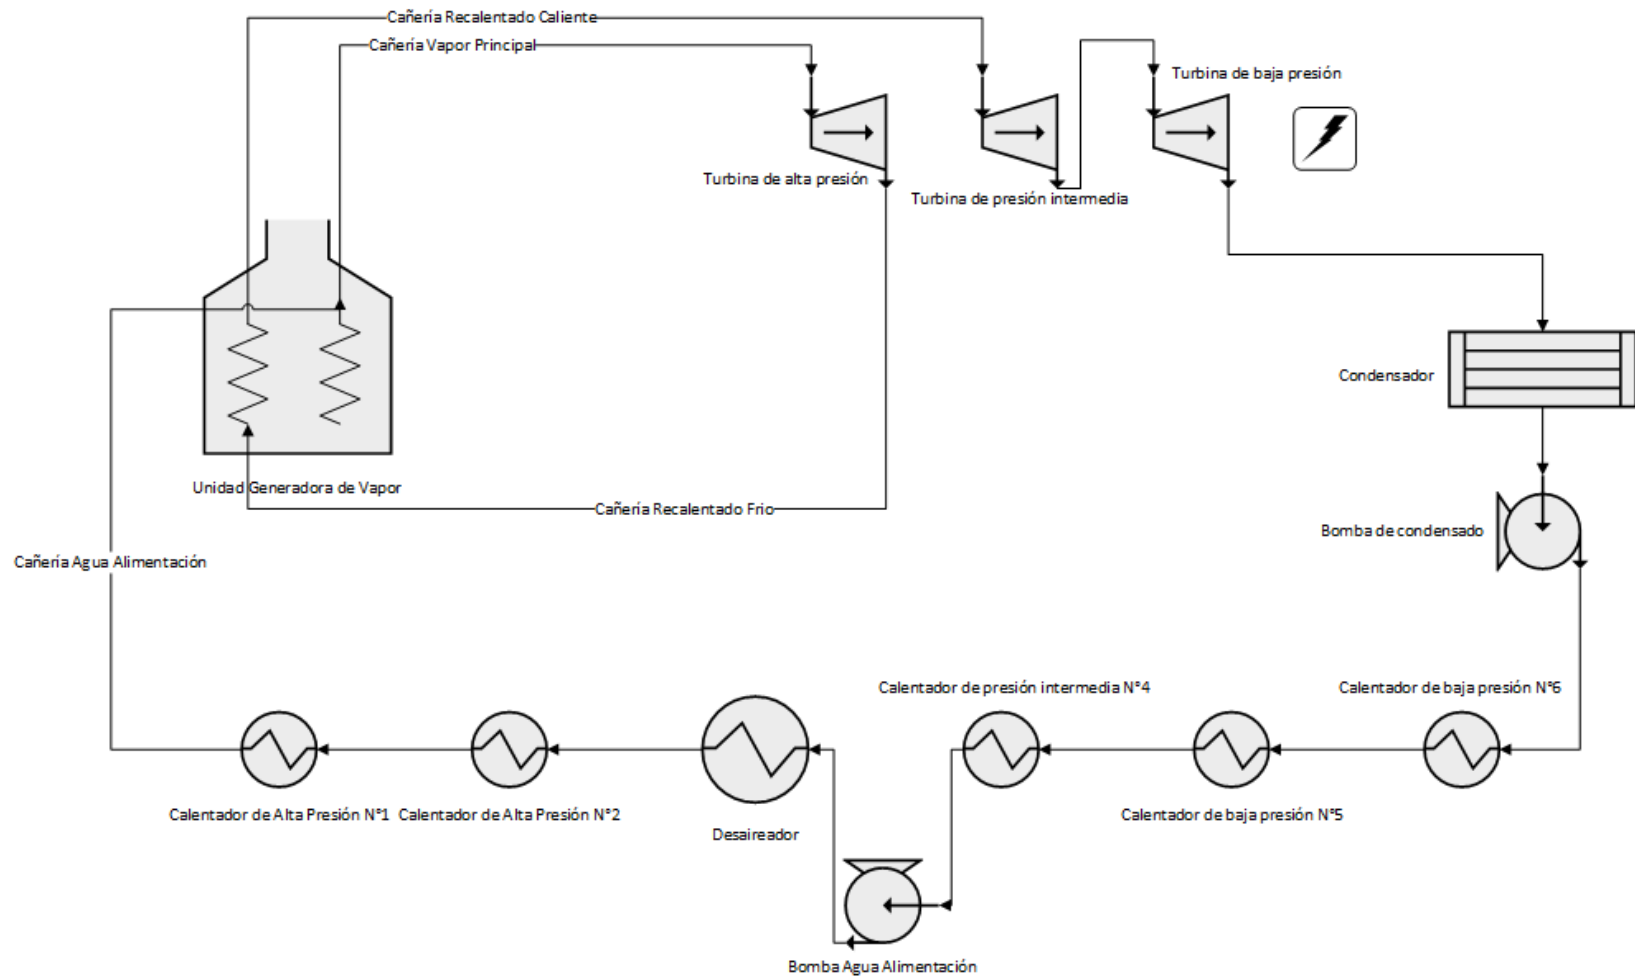 Cañería Recalentado Caliente
Cañería Vapor Principal
Turbina de baja presión
Turbina de alta presión
Turbina de presión intermedia
Condensador
Unidad Generadora de Vapor
Cañería Recalentado Frio
Bomba de condensado
Cañería Agua Alimentación
Calentador de presión intermedia N°4
Calentador de baja presión N°6
Calentador de Alta Presión N°1
Calentador de Alta Presión N°2
Calentador de baja presión N°5
Desaireador
Bomba Agua Alimentación